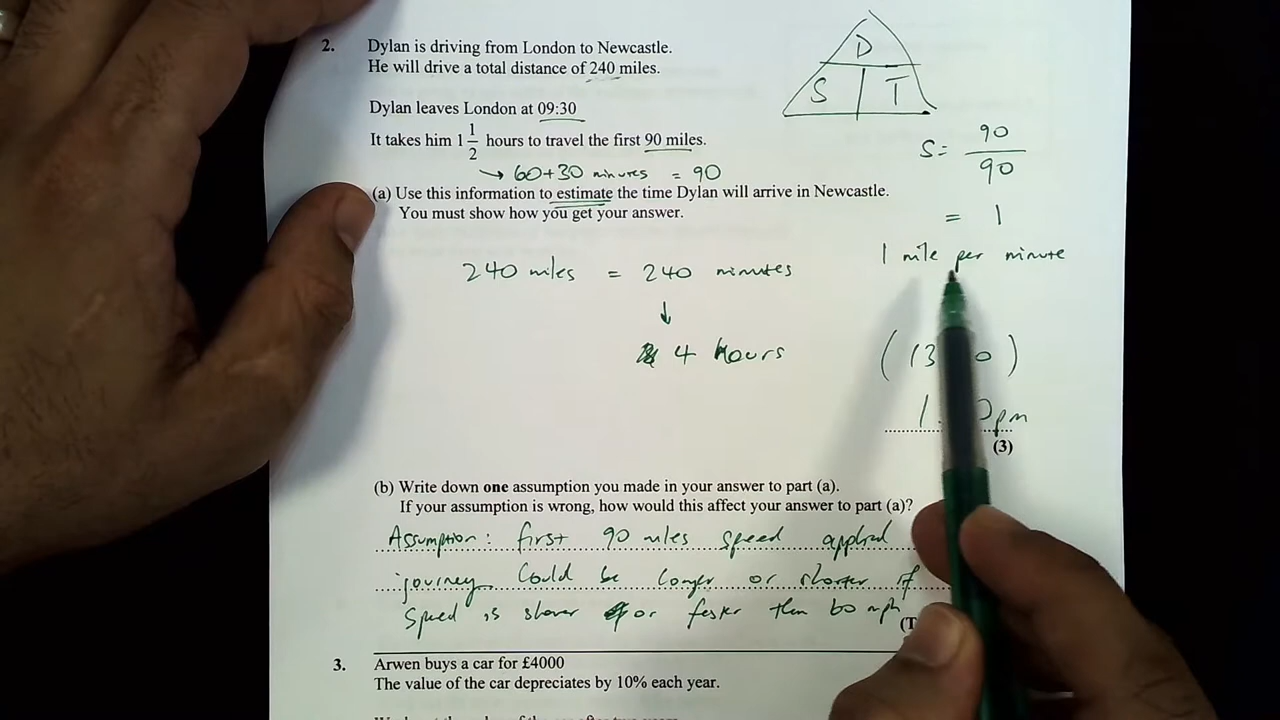 2. Dylan is driving from London to Newcastle.
He will drive a total distance of 240 miles.
D
S T
Dylan leaves London at 09:30
It takes him 1 1/2 hours to travel the first 90 miles.
→ 60+30 minutes = 90
S = 90/90
(a) Use this information to estimate the time Dylan will arrive in Newcastle.
You must show how you get your answer.
= 1
1 mile per minute
240 miles = 240 minutes
↓
4 hours
(3)
(b) Write down one assumption you made in your answer to part (a).
If your assumption is wrong, how would this affect your answer to part (a)?
Assumption: first 90 miles speed applied
journey. Could be longer or shorter if
speed is slower or faster than 60 mph
3. Arwen buys a car for £4000
The value of the car depreciates by 10% each year.